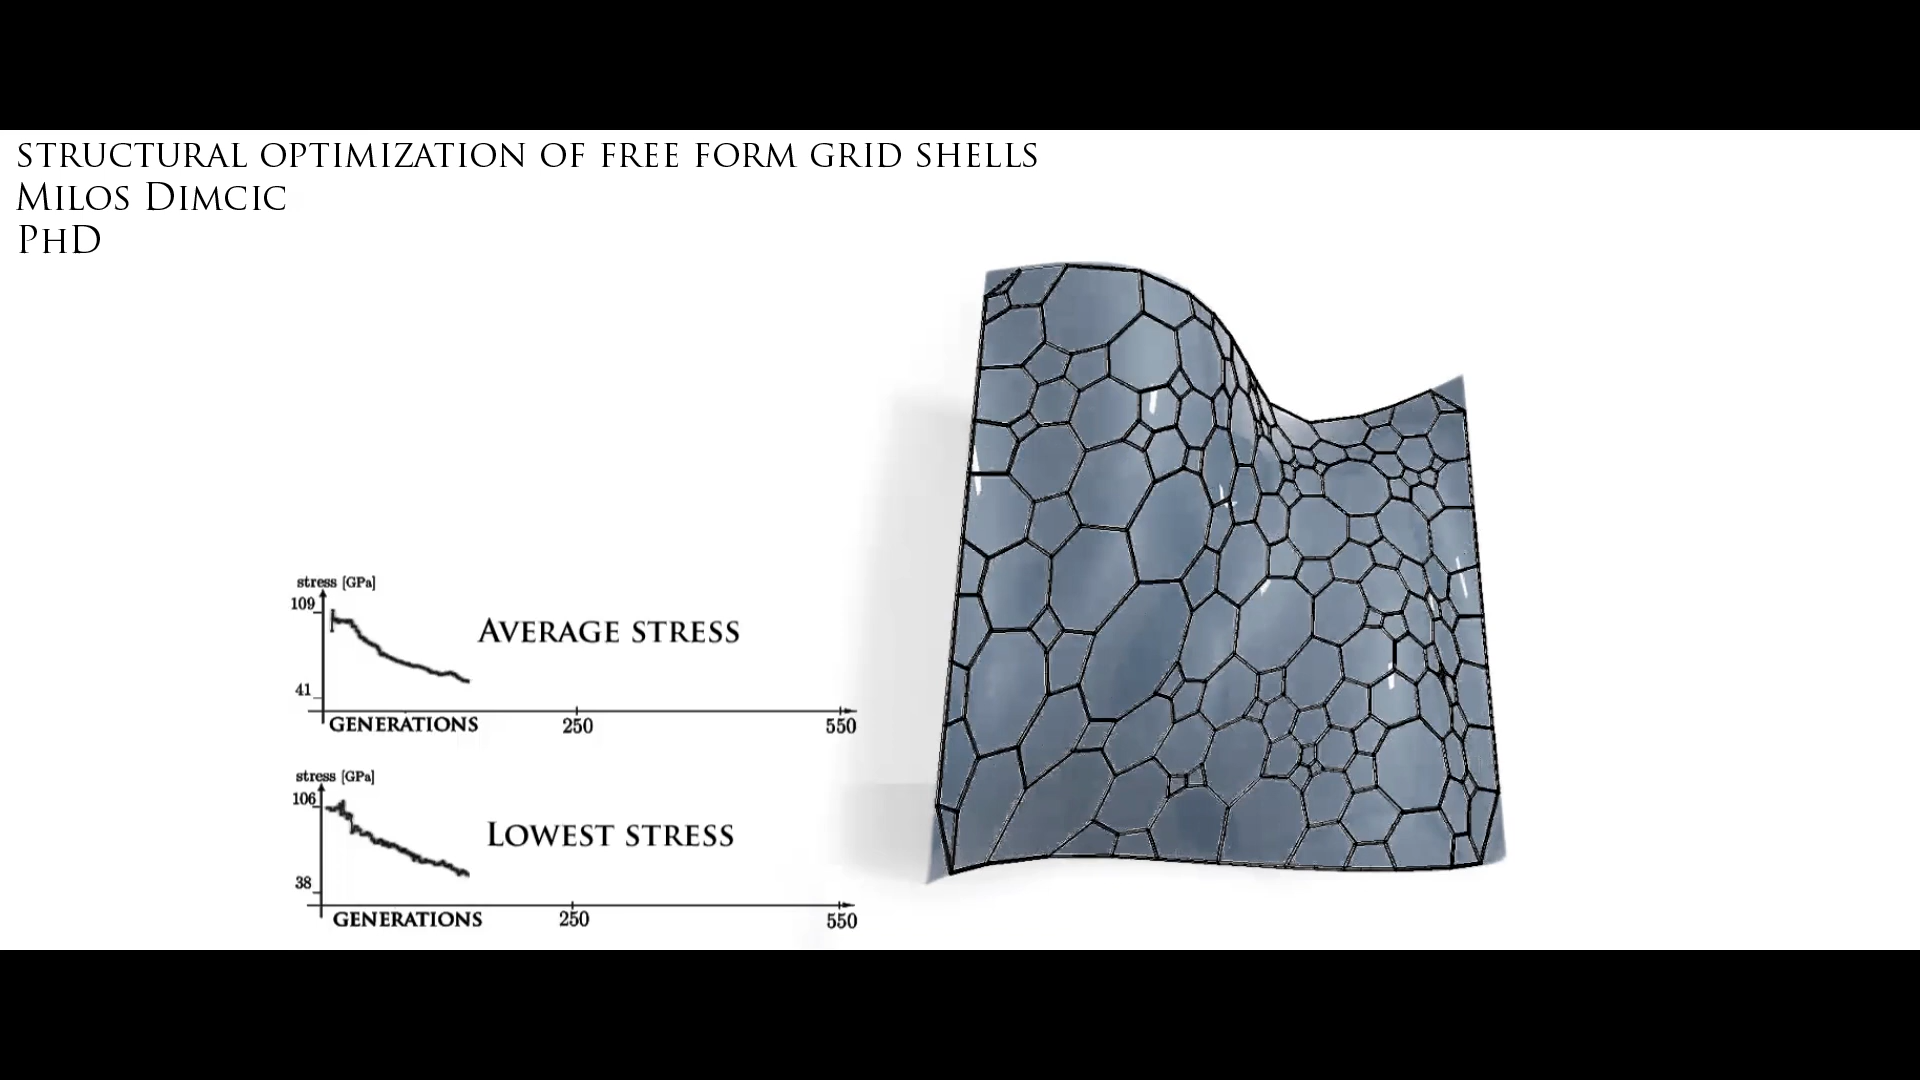 STRUCTURAL OPTIMIZATION OF FREE FORM GRID SHELLS
MILOS DIMCIC
PHD
stress [GPa]
109
AVERAGE STRESS
41
GENERATIONS
250
550
stress [GPa]
106
LOWEST STRESS
38
GENERATIONS
250
550